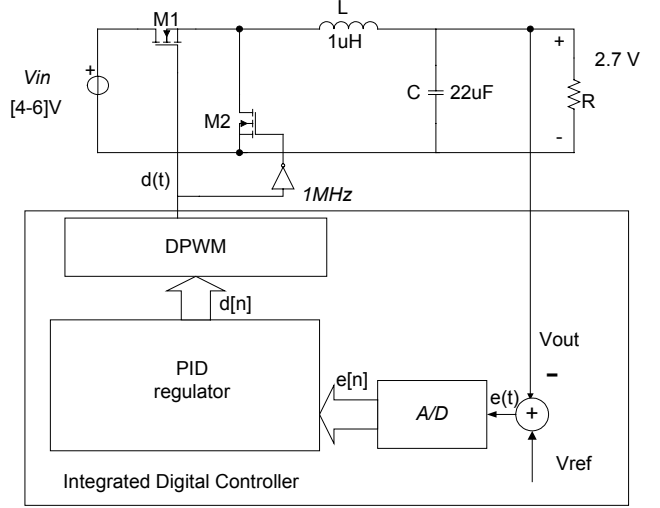 M1
L
1uH
Vin
[4-6]V
+
+
2.7 V
C
22uF
R
M2
-
d(t)
1MHz
DPWM
d[n]
PID
regulator
e[n]
A/D
e(t)
Vout
-
+
Vref
Integrated Digital Controller